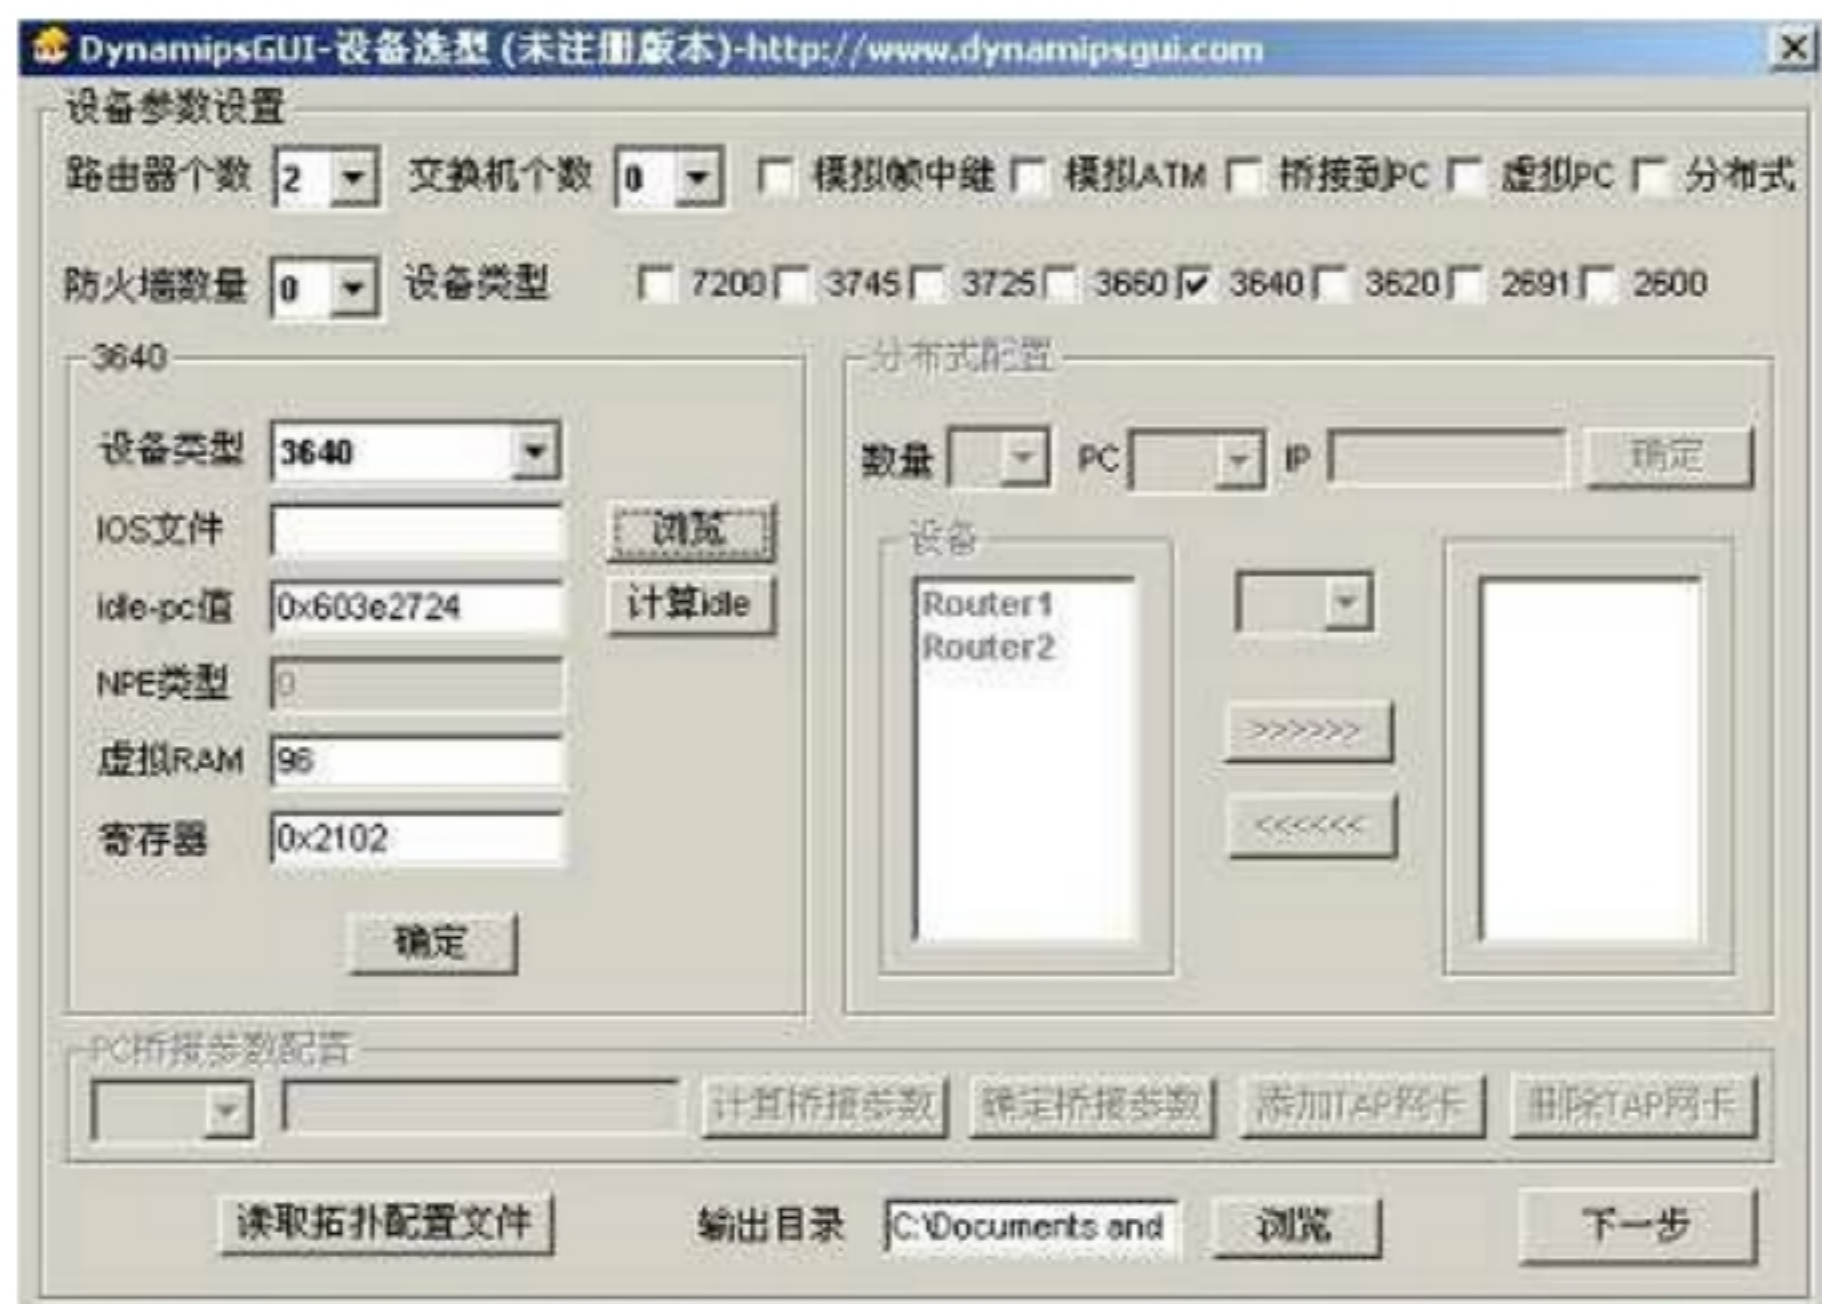 DynamipsGUI-设备选型 (未注册版本)-http://www.dynamipsgui.com
设备参数设置
路由器个数 2 交换机个数 0 模拟帧中继 模拟ATM 桥接到PC 虚拟PC 分布式
防火墙数量 0 设备类型 7200 3745 3725 3660 3640 3620 2691 2600
3640
设备类型 3640
IOS文件 浏览
idle-pc值 0x603e2724 计算idle
NPE类型 0
虚拟RAM 96
寄存器 0x2102
确定
分布式配置
数量 PC IP 确定
设备
Router1
Router2
>>>>>>
<<<<<<
PC桥接参数配置
计算桥接参数 确定桥接参数 添加TAP网卡 删除TAP网卡
读取拓扑配置文件 输出目录 C:\Documents and 浏览 下一步